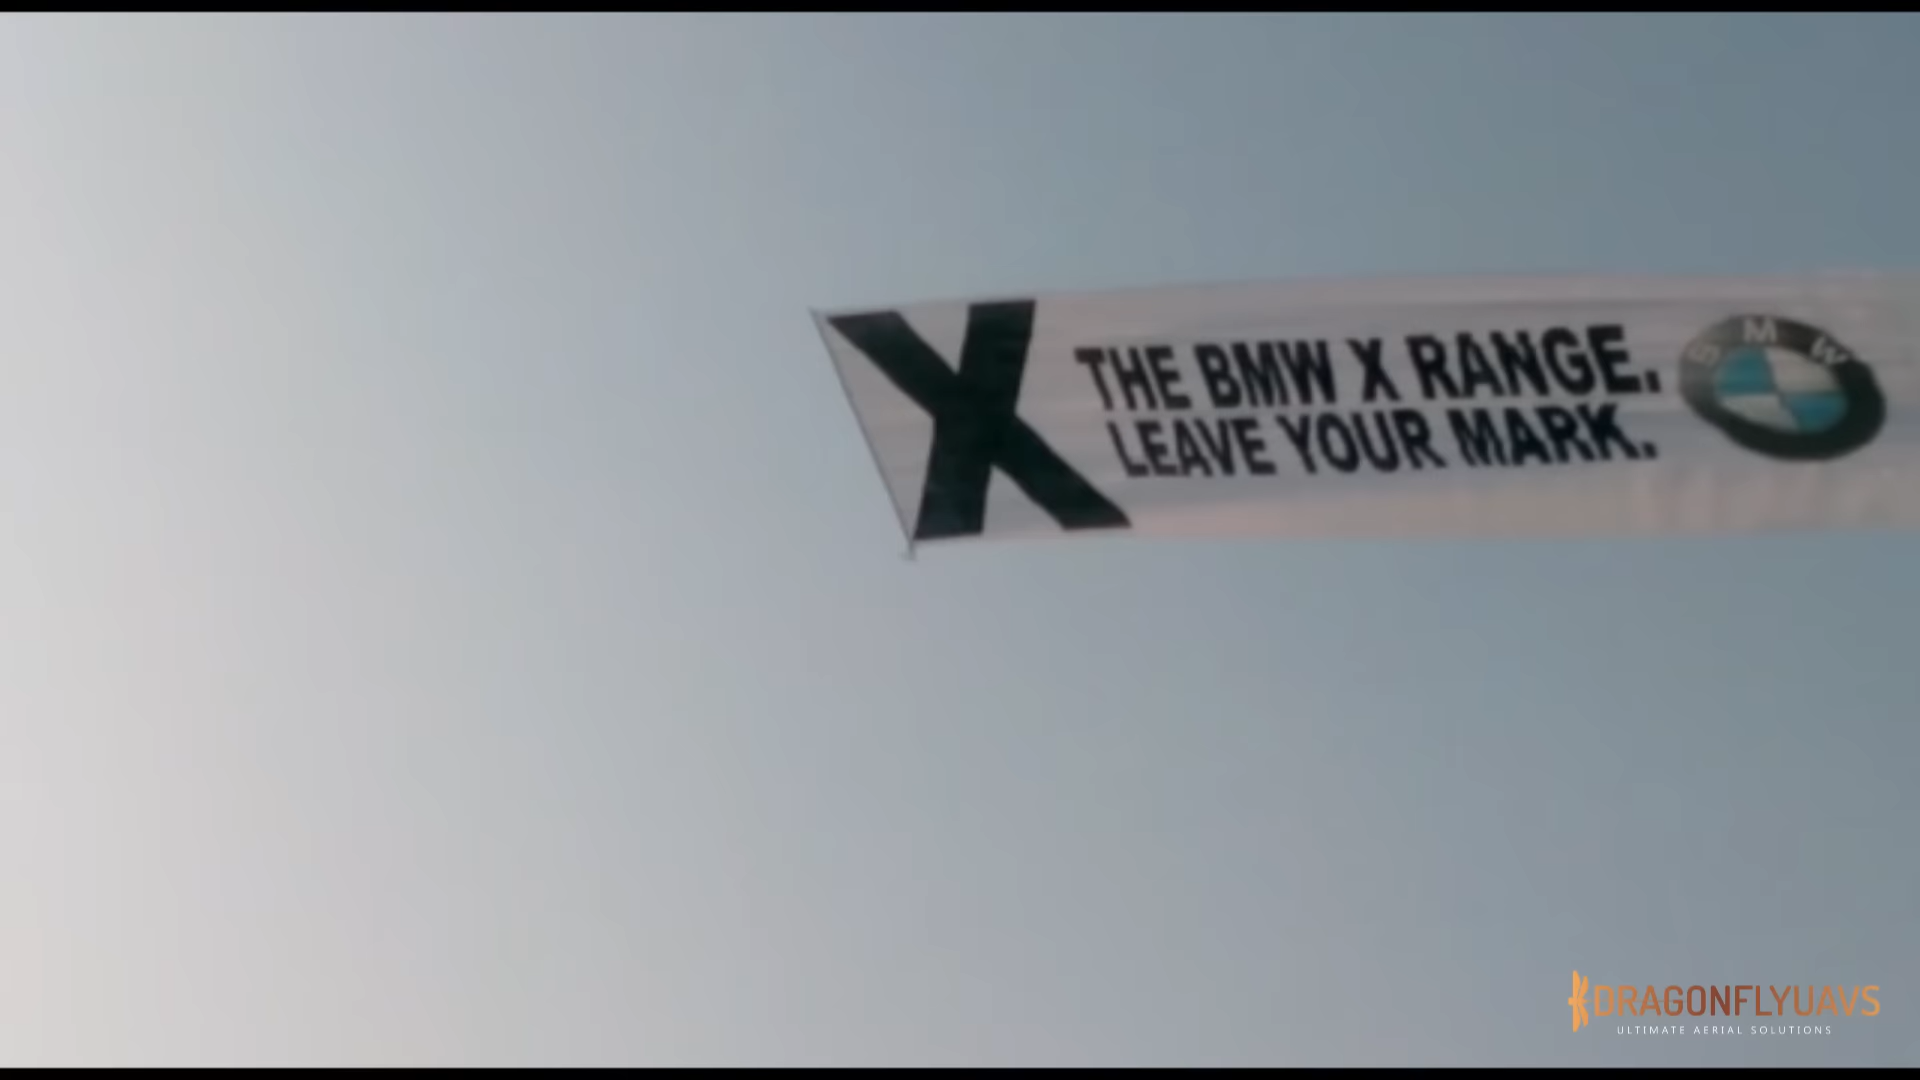 X
THE BMW X RANGE.
LEAVE YOUR MARK.
BMW
DRAGONFLYUAVS
ULTIMATE AERIAL SOLUTIONS